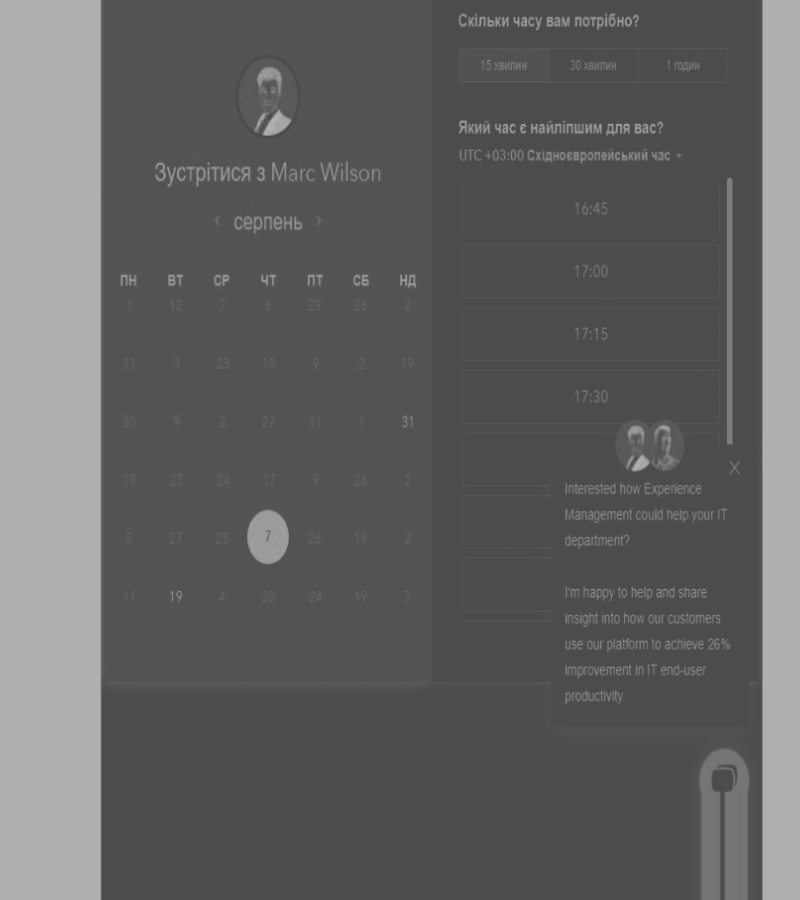 Зустрітися з Marc Wilson
серпень
ПН ВТ СР ЧТ ПТ СБ НД
1 12 7 6 29 26 2
11 3 23 15 9 2 19
20 9 2 27 31 1 31
19 23 24 17 9 26 2
5 27 25 7 26 19 2
11 19 4 20 24 19 7
Скільки часу вам потрібно?
15 хвилин 30 хвилин 1 годин
Який час є найліпшим для вас?
UTC +03:00 Східноєвропейський час
16:45
17:00
17:15
17:30
Interested how Experience
Management could help your IT
department?
I'm happy to help and share
insight into how our customers
use our platform to achieve 26%
improvement in IT end-user
productivity.